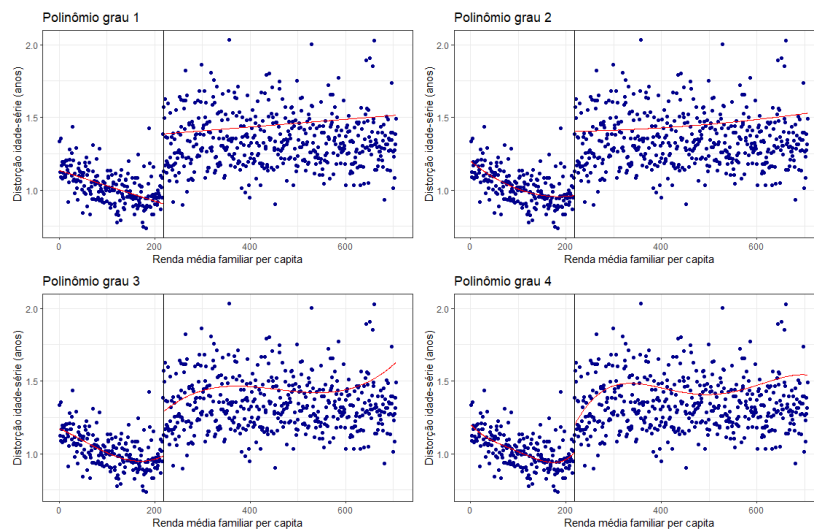 Polinômio grau 1
Distorção idade-série (anos)
2.0
1.5
1.0
0
200
400
600
Renda média familiar per capita
Polinômio grau 2
Distorção idade-série (anos)
2.0
1.5
1.0
0
200
400
600
Renda média familiar per capita
Polinômio grau 3
Distorção idade-série (anos)
2.0
1.5
1.0
0
200
400
600
Renda média familiar per capita
Polinômio grau 4
Distorção idade-série (anos)
2.0
1.5
1.0
0
200
400
600
Renda média familiar per capita